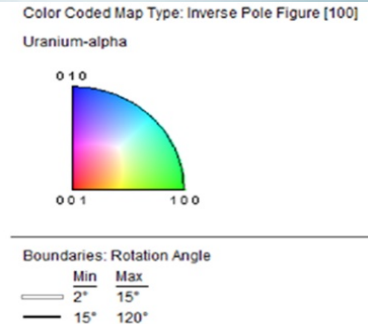 Color Coded Map Type: Inverse Pole Figure [100]
Uranium-alpha
0 1 0
0 0 1 1 0 0
Boundaries: Rotation Angle
Min Max
2° 15°
15° 120°